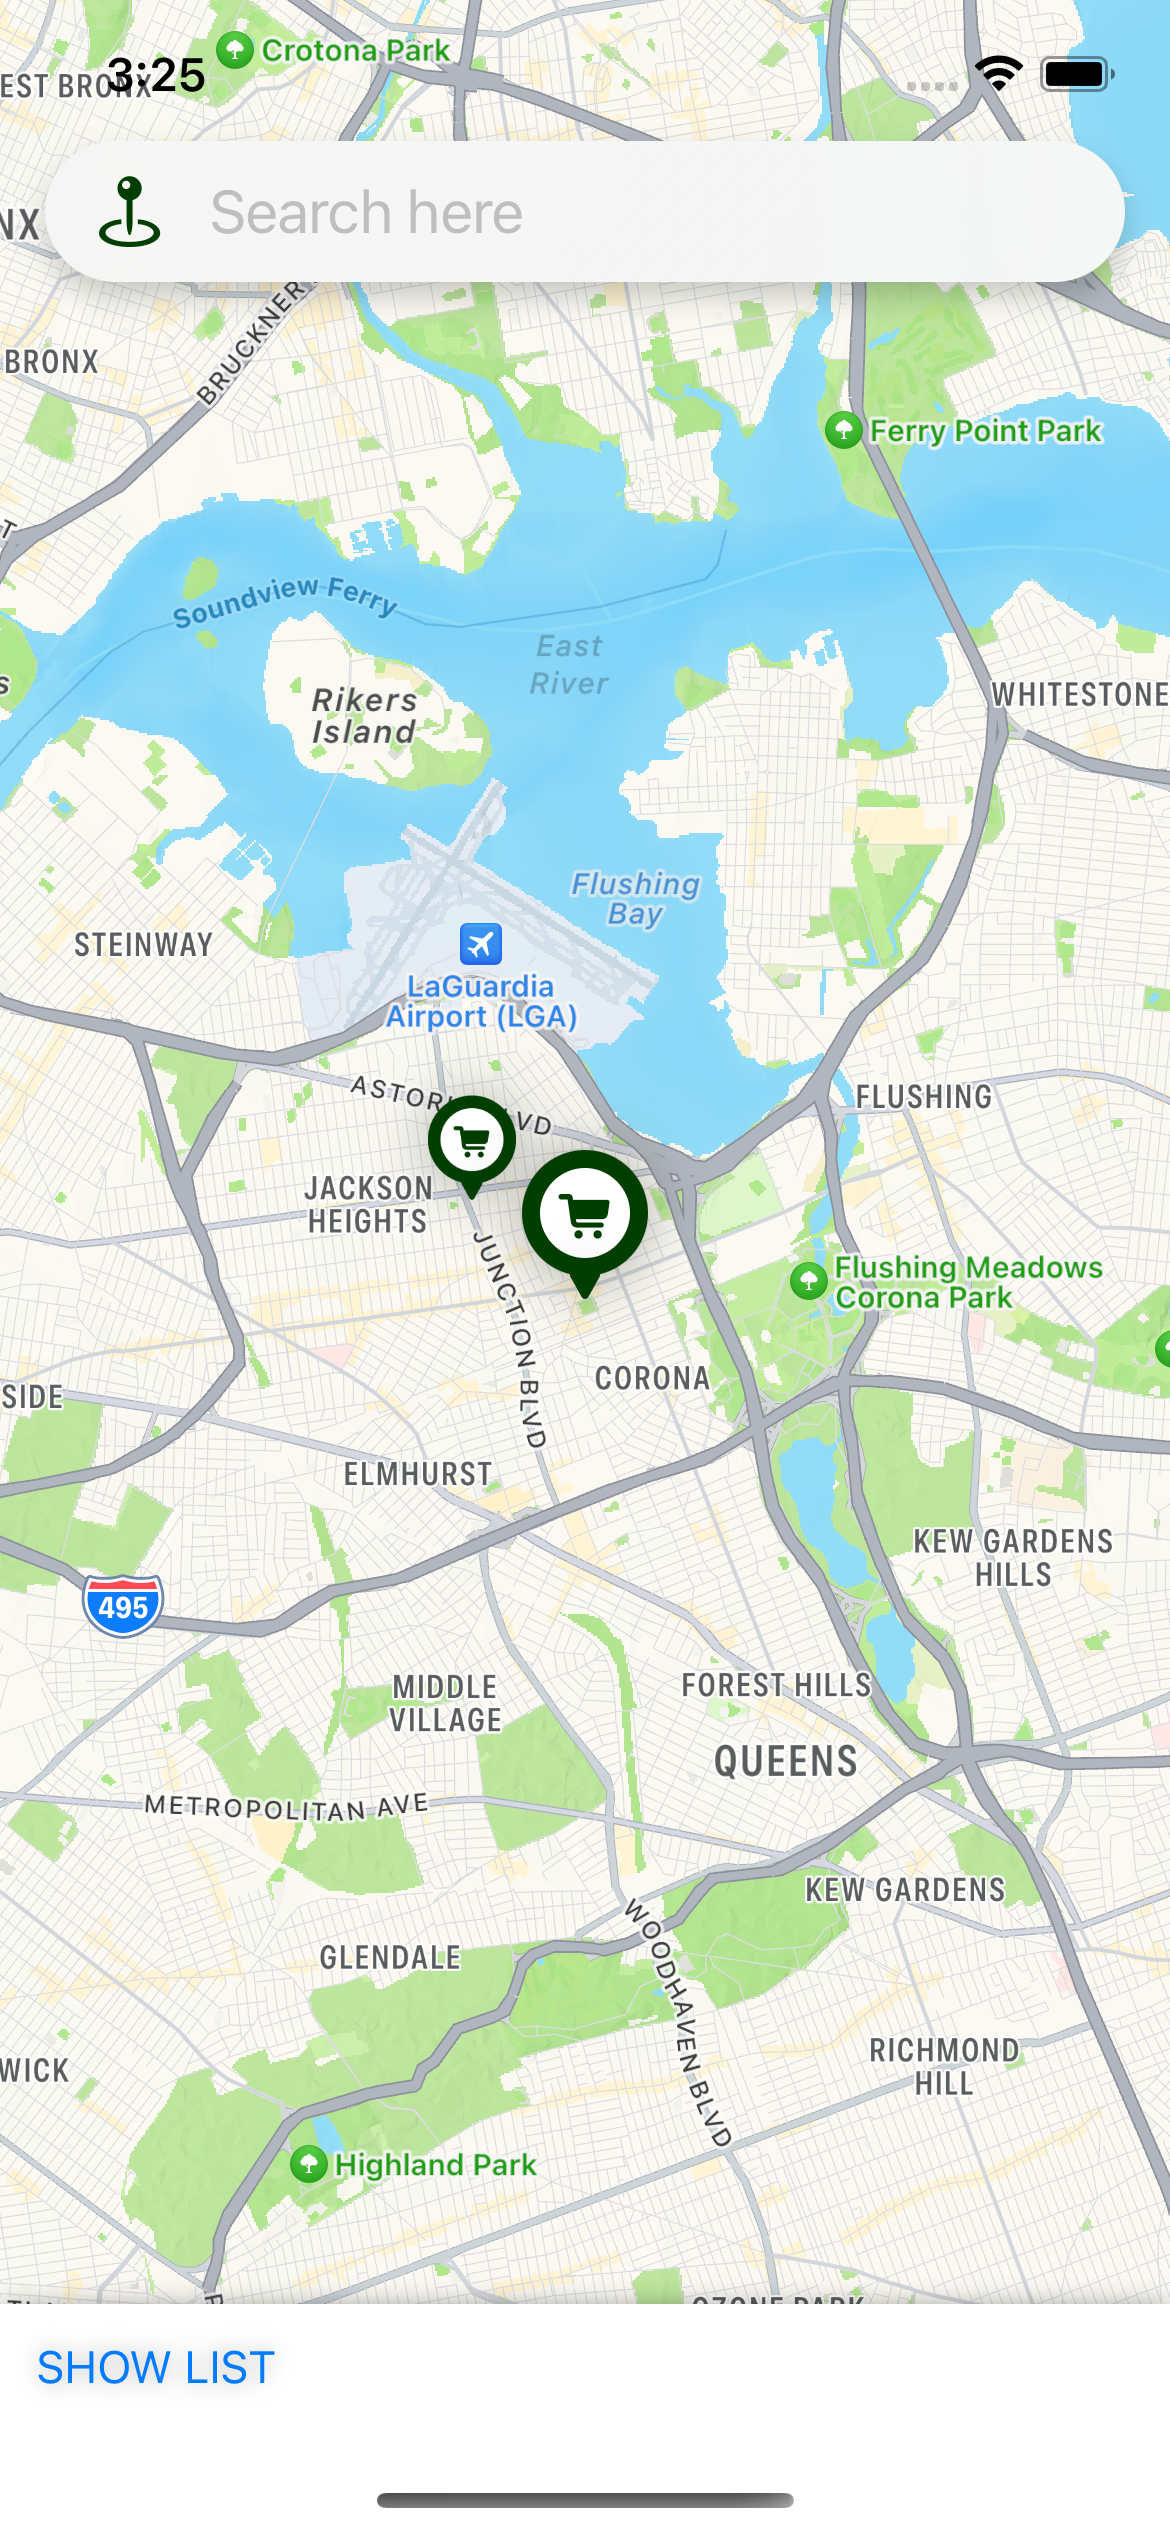 Crotona Park
3:25
EST BRONX
Search here
NX
BRUCKNER
BRONX
Ferry Point Park
T
Soundview Ferry
East
River
S
Rikers
Island
WHITESTONE
Flushing
Bay
STEINWAY
LaGuardia
Airport (LGA)
ASTORI BLVD
FLUSHING
JACKSON
HEIGHTS
JUNCTION BLVD
Flushing Meadows
Corona Park
CORONA
SIDE
ELMHURST
KEW GARDENS
HILLS
495
MIDDLE
VILLAGE
FOREST HILLS
QUEENS
METROPOLITAN AVE
KEW GARDENS
WOODHAVEN BLVD
GLENDALE
RICHMOND
HILL
WICK
Highland Park
OZONE PARK
SHOW LIST